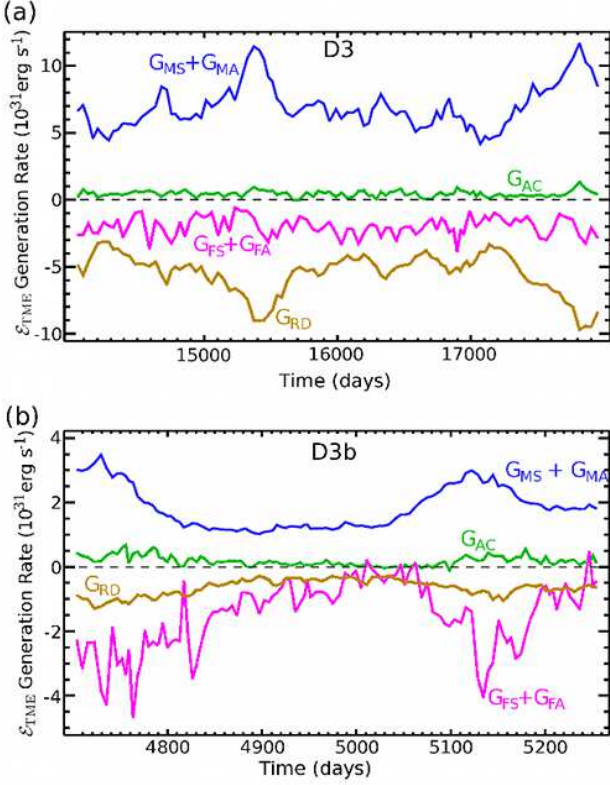 (a)
D3
G_MS+G_MA
G_AC
G_FS+G_FA
G_RD
ℰ_TME Generation Rate (10^31 erg s^-1)
10
5
0
-5
-10
15000 16000 17000
Time (days)
(b)
D3b
G_MS + G_MA
G_AC
G_RD
G_FS+G_FA
ℰ_TME Generation Rate (10^31 erg s^-1)
4
2
0
-2
-4
4800 4900 5000 5100 5200
Time (days)